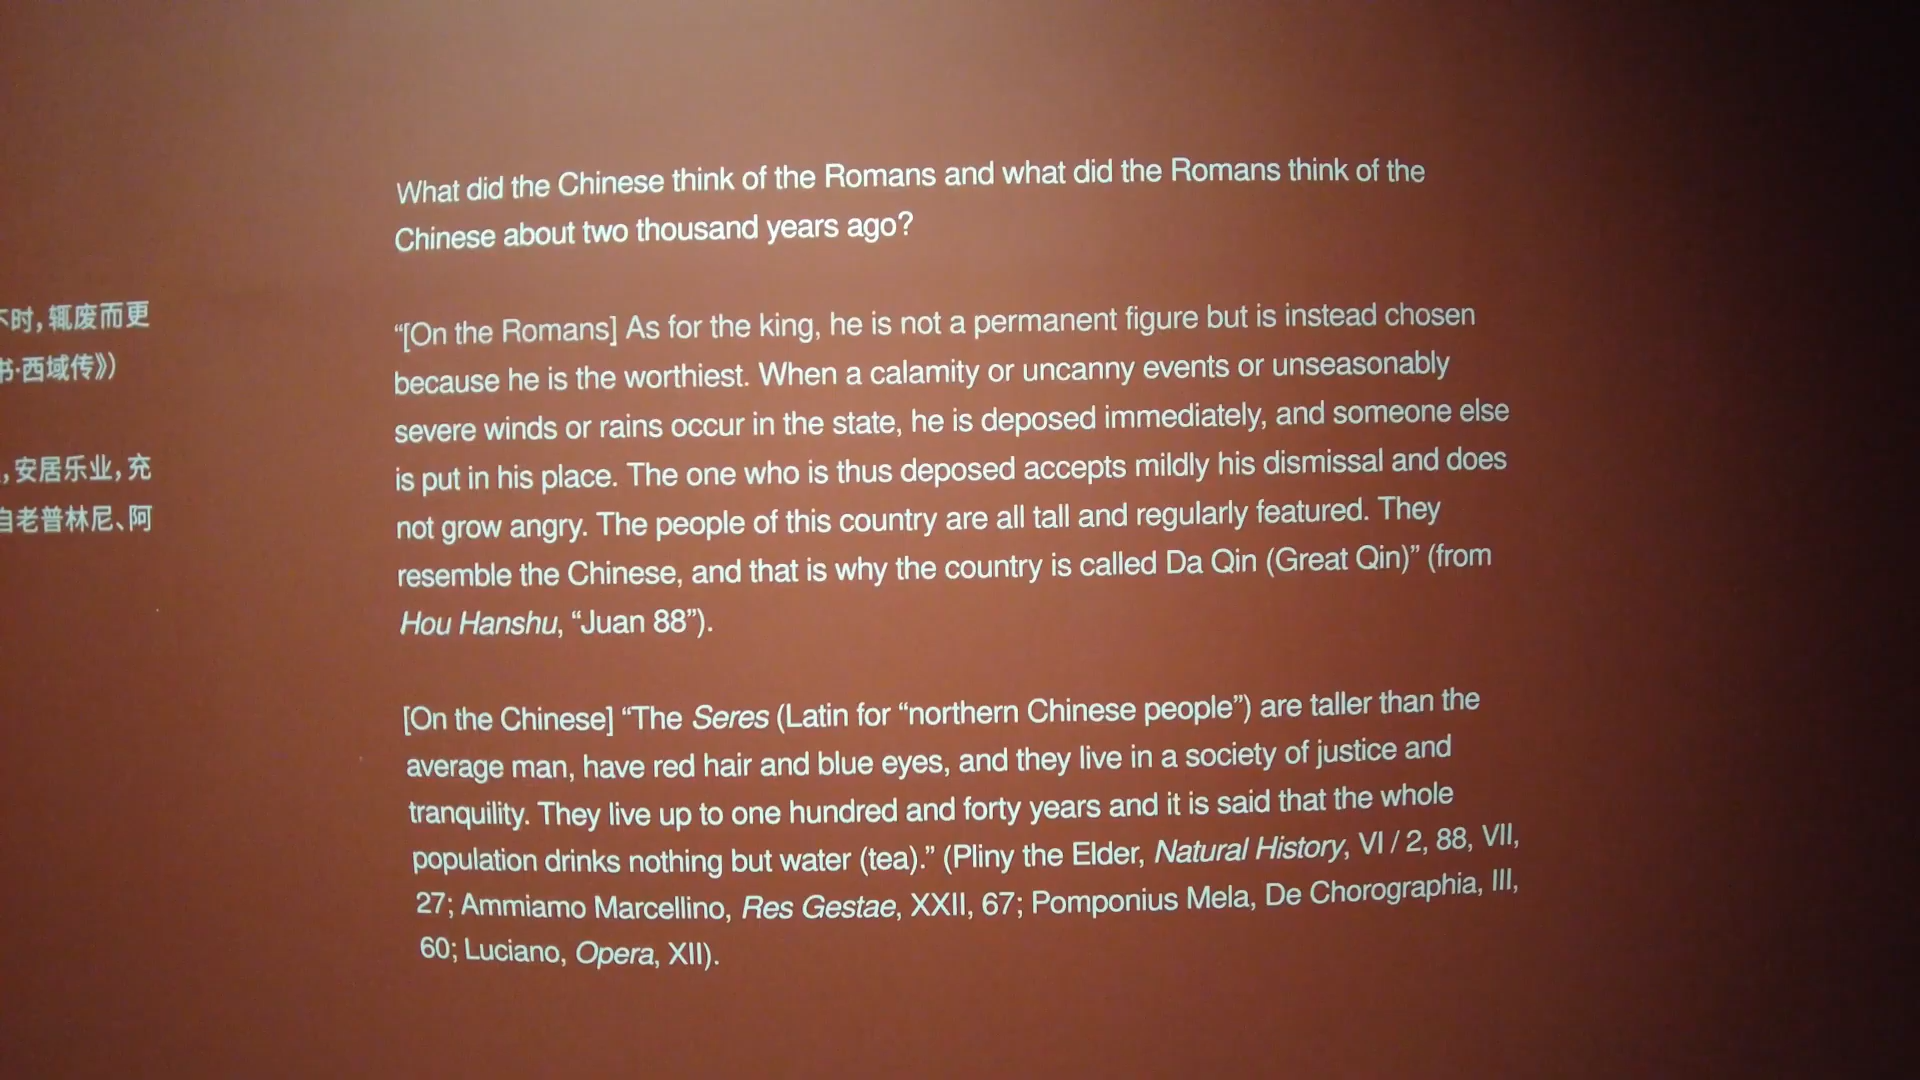 时,辄废而更
书·西域传》)
,安居乐业,充
自老普林尼、阿
What did the Chinese think of the Romans and what did the Romans think of the
Chinese about two thousand years ago?
“[On the Romans] As for the king, he is not a permanent figure but is instead chosen
because he is the worthiest. When a calamity or uncanny events or unseasonably
severe winds or rains occur in the state, he is deposed immediately, and someone else
is put in his place. The one who is thus deposed accepts mildly his dismissal and does
not grow angry. The people of this country are all tall and regularly featured. They
resemble the Chinese, and that is why the country is called Da Qin (Great Qin)” (from
Hou Hanshu, “Juan 88”).
[On the Chinese] “The Seres (Latin for “northern Chinese people”) are taller than the
average man, have red hair and blue eyes, and they live in a society of justice and
tranquility. They live up to one hundred and forty years and it is said that the whole
population drinks nothing but water (tea).” (Pliny the Elder, Natural History, VI / 2, 88, VII,
27; Ammiamo Marcellino, Res Gestae, XXII, 67; Pomponius Mela, De Chorographia, III,
60; Luciano, Opera, XII).